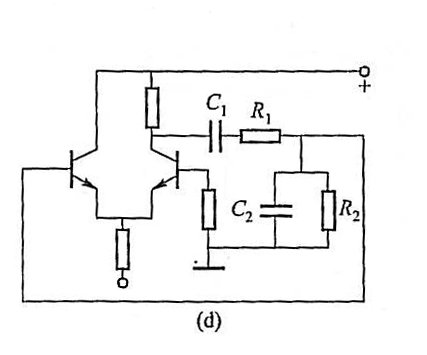 C₁
R₁
+
C₂
R₂
(d)